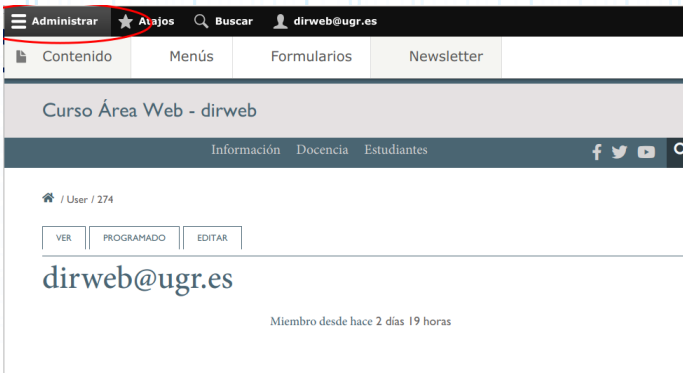 Administrar Atajos Buscar dirweb@ugr.es
Contenido Menús Formularios Newsletter
Curso Área Web - dirweb
Información Docencia Estudiantes
/ User / 274
VER PROGRAMADO EDITAR
dirweb@ugr.es
Miembro desde hace 2 días 19 horas